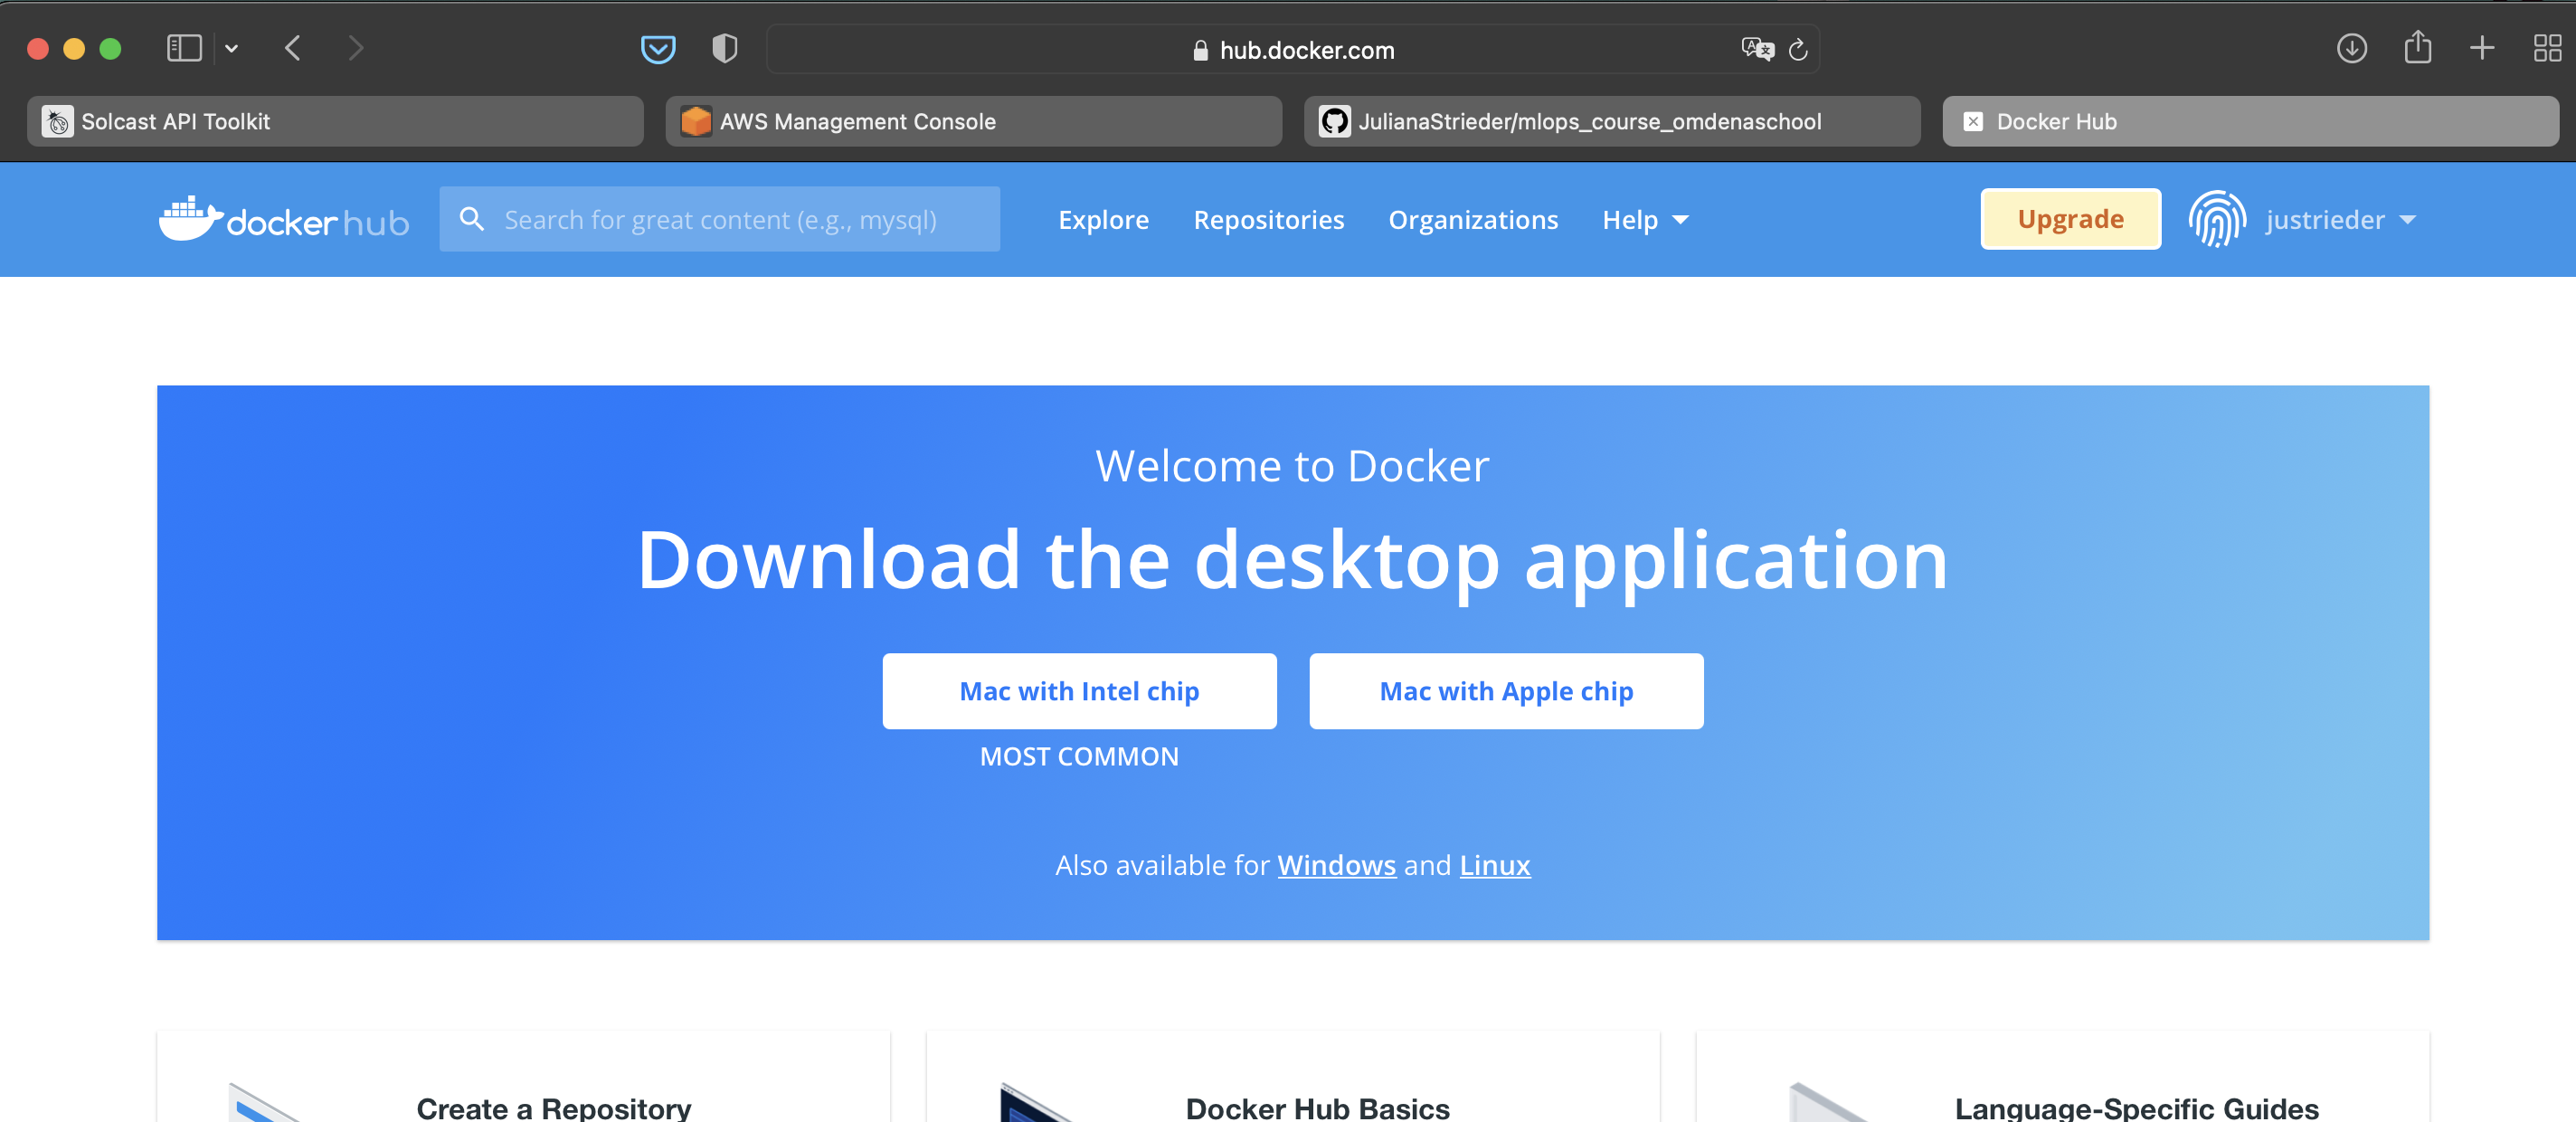 hub.docker.com
Solcast API Toolkit
AWS Management Console
JulianaStrieder/mlops_course_omdenaschool
Docker Hub
docker hub
Search for great content (e.g., mysql)
Explore
Repositories
Organizations
Help
Upgrade
justrieder
Welcome to Docker
Download the desktop application
Mac with Intel chip
Mac with Apple chip
MOST COMMON
Also available for Windows and Linux
Create a Repository
Docker Hub Basics
Language-Specific Guides